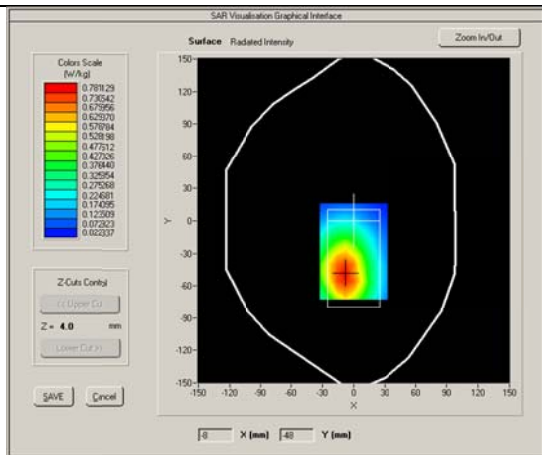 SAR Visualisation Graphical Interface
Surface Radiated Intensity
Zoom In/Out
Colors Scale
(W/kg)
0.781129
0.730542
0.679956
0.629370
0.578784
0.528198
0.477612
0.427026
0.376440
0.325854
0.275268
0.224681
0.174095
0.123509
0.072923
0.022337
Z-Cuts Control
Z = 4.0 mm
SAVE
Cancel
150
120
90
60
30
0
-30
-60
-90
-120
-150
Y
-150 -120 -90 -60 -30 0 30 60 90 120 150
X
-8 X (mm) -48 Y (mm)